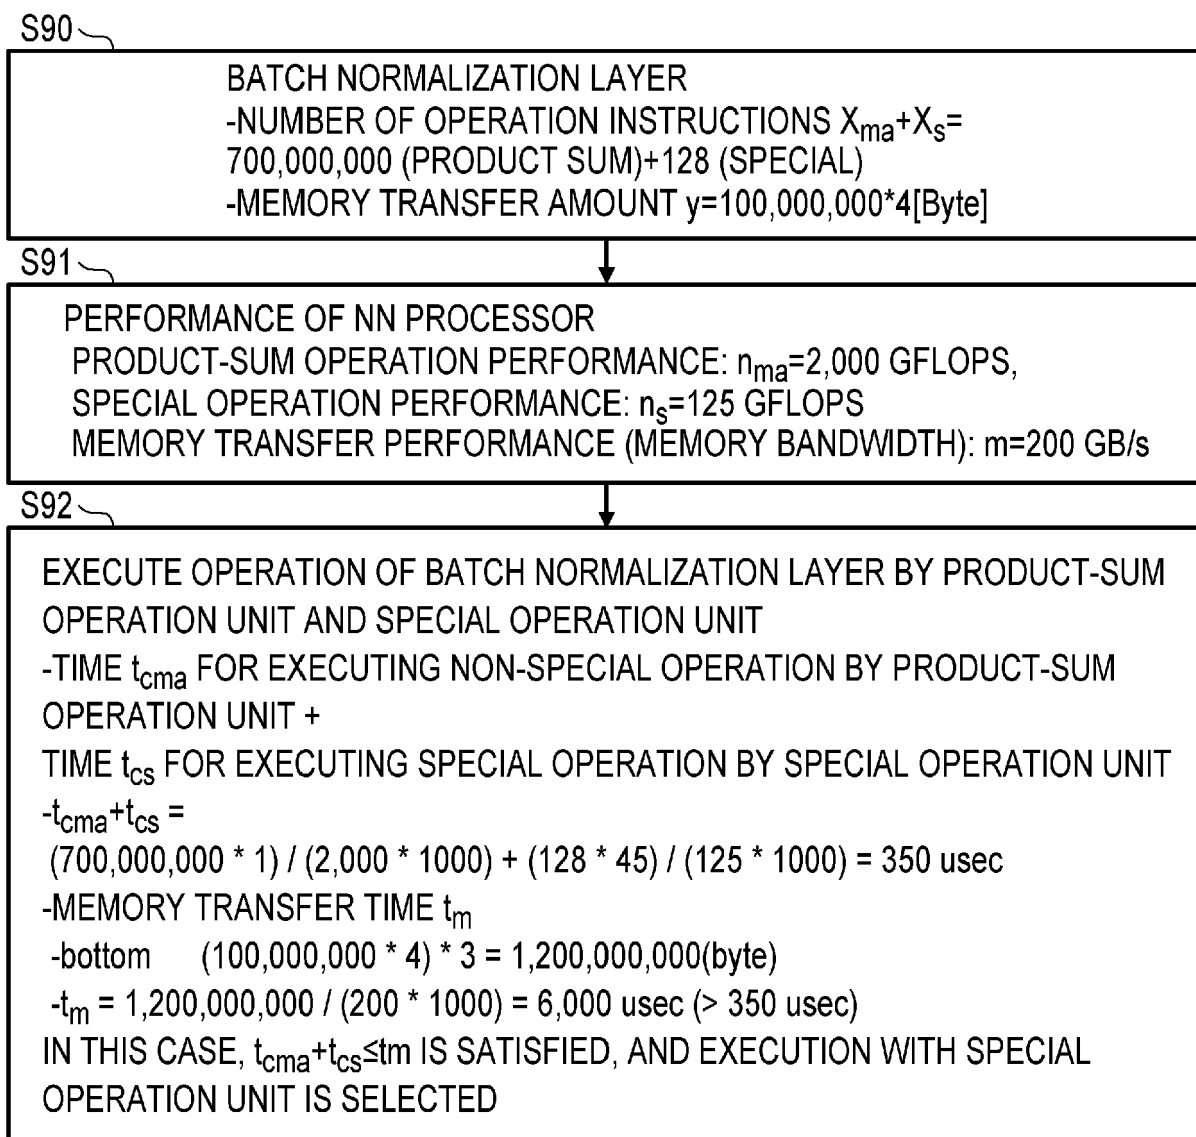 S90
BATCH NORMALIZATION LAYER
-NUMBER OF OPERATION INSTRUCTIONS Xma+Xs=
700,000,000 (PRODUCT SUM)+128 (SPECIAL)
-MEMORY TRANSFER AMOUNT y=100,000,000*4[Byte]
S91
PERFORMANCE OF NN PROCESSOR
PRODUCT-SUM OPERATION PERFORMANCE: nma=2,000 GFLOPS,
SPECIAL OPERATION PERFORMANCE: ns=125 GFLOPS
MEMORY TRANSFER PERFORMANCE (MEMORY BANDWIDTH): m=200 GB/s
S92
EXECUTE OPERATION OF BATCH NORMALIZATION LAYER BY PRODUCT-SUM
OPERATION UNIT AND SPECIAL OPERATION UNIT
-TIME tcma FOR EXECUTING NON-SPECIAL OPERATION BY PRODUCT-SUM
OPERATION UNIT +
TIME tcs FOR EXECUTING SPECIAL OPERATION BY SPECIAL OPERATION UNIT
-tcma+tcs =
(700,000,000 * 1) / (2,000 * 1000) + (128 * 45) / (125 * 1000) = 350 usec
-MEMORY TRANSFER TIME tm
-bottom (100,000,000 * 4) * 3 = 1,200,000,000(byte)
-tm = 1,200,000,000 / (200 * 1000) = 6,000 usec (> 350 usec)
IN THIS CASE, tcma+tcs≤tm IS SATISFIED, AND EXECUTION WITH SPECIAL
OPERATION UNIT IS SELECTED